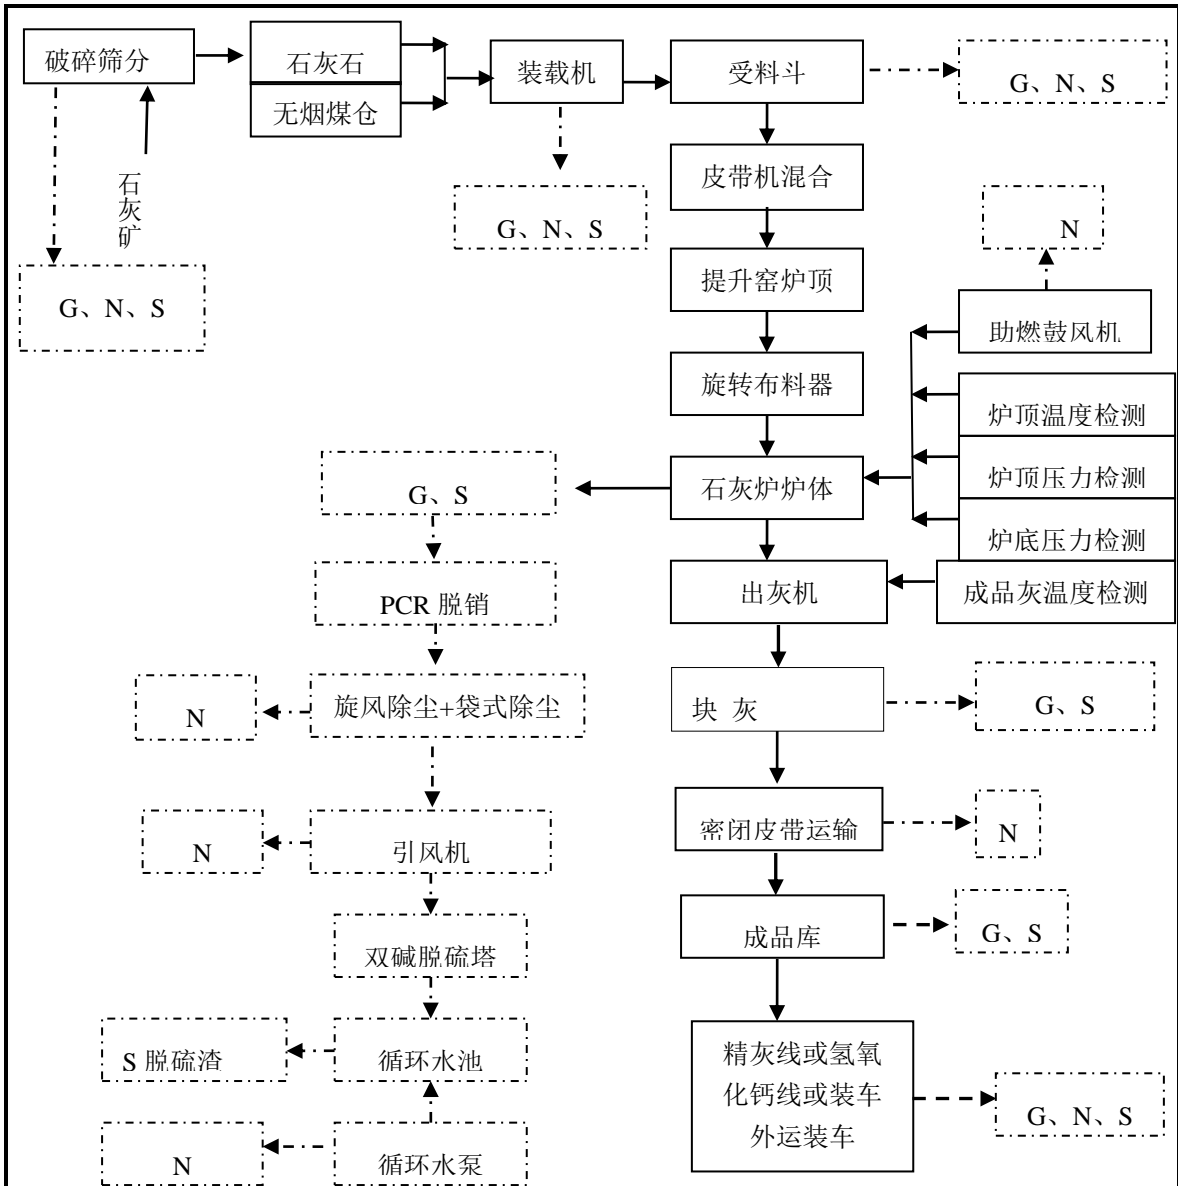 破碎筛分
石灰石
无烟煤仓
装载机
受料斗
G、N、S
石灰矿
G、N、S
G、N、S
皮带机混合
N
提升窑炉顶
助燃鼓风机
旋转布料器
炉顶温度检测
炉顶压力检测
炉底压力检测
石灰炉炉体
G、S
出灰机
成品灰温度检测
PCR 脱销
块 灰
G、S
旋风除尘+袋式除尘
N
密闭皮带运输
N
引风机
N
成品库
G、S
双碱脱硫塔
循环水池
S 脱硫渣
精灰线或氢氧
化钙线或装车
外运装车
G、N、S
循环水泵
N